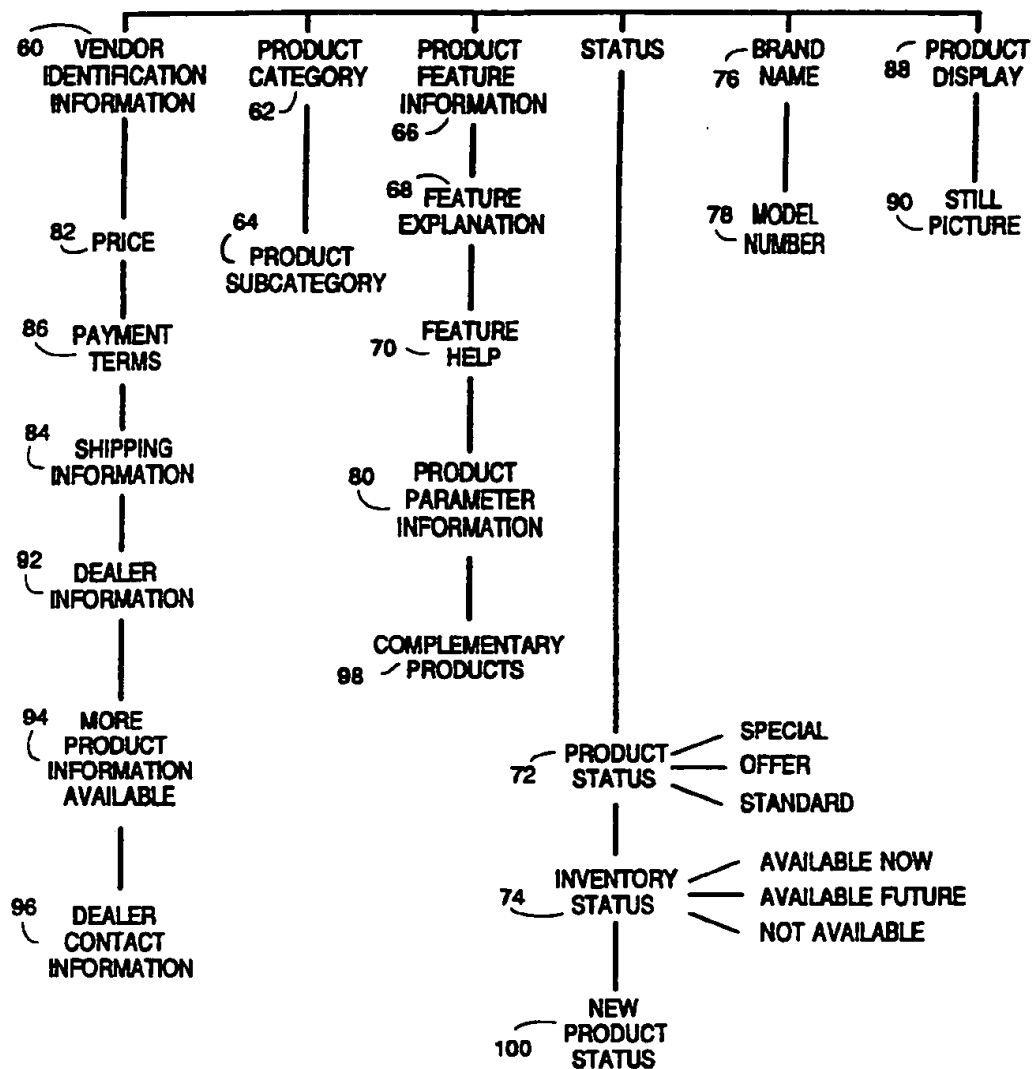 60 VENDOR
IDENTIFICATION
INFORMATION
82 PRICE
86 PAYMENT
TERMS
84 SHIPPING
INFORMATION
92 DEALER
INFORMATION
94 MORE
PRODUCT
INFORMATION
AVAILABLE
96 DEALER
CONTACT
INFORMATION
PRODUCT
CATEGORY
62
64
PRODUCT
SUBCATEGORY
PRODUCT
FEATURE
INFORMATION
66
68 FEATURE
EXPLANATION
FEATURE
70 HELP
80 PRODUCT
PARAMETER
INFORMATION
COMPLEMENTARY
98 PRODUCTS
STATUS
72 PRODUCT
STATUS
SPECIAL
OFFER
STANDARD
74 INVENTORY
STATUS
AVAILABLE NOW
AVAILABLE FUTURE
NOT AVAILABLE
NEW
100 PRODUCT
STATUS
BRAND
76 NAME
78 MODEL
NUMBER
88 PRODUCT
DISPLAY
90 STILL
PICTURE